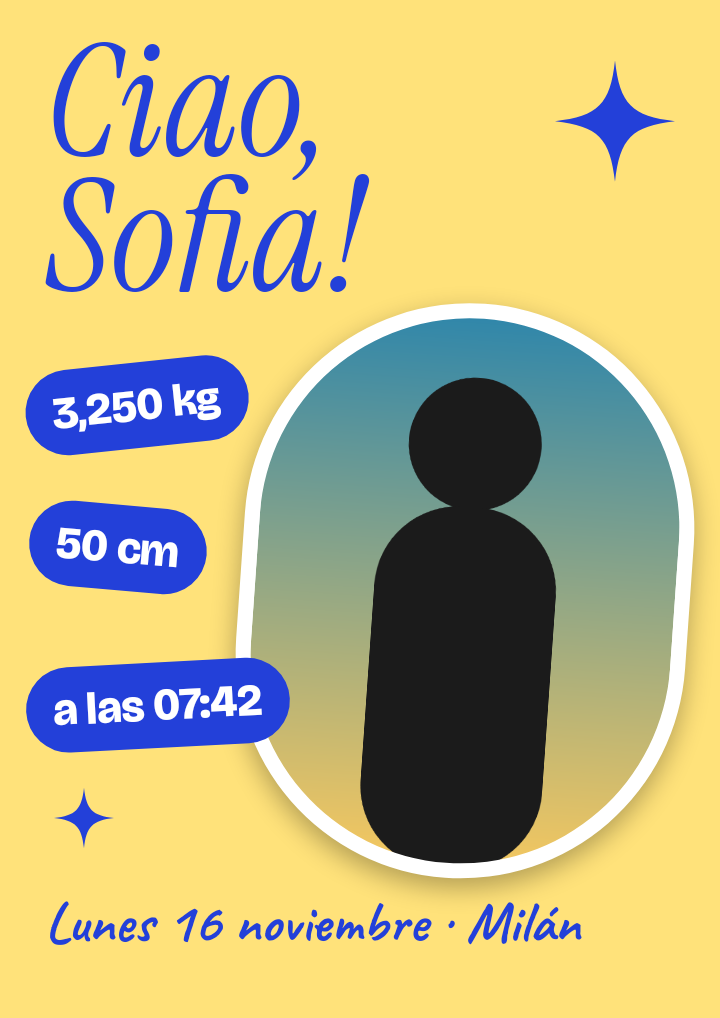 Ciao,
Sofia!
3,250 kg
50 cm
a las 07:42
Lunes 16 noviembre · Milán